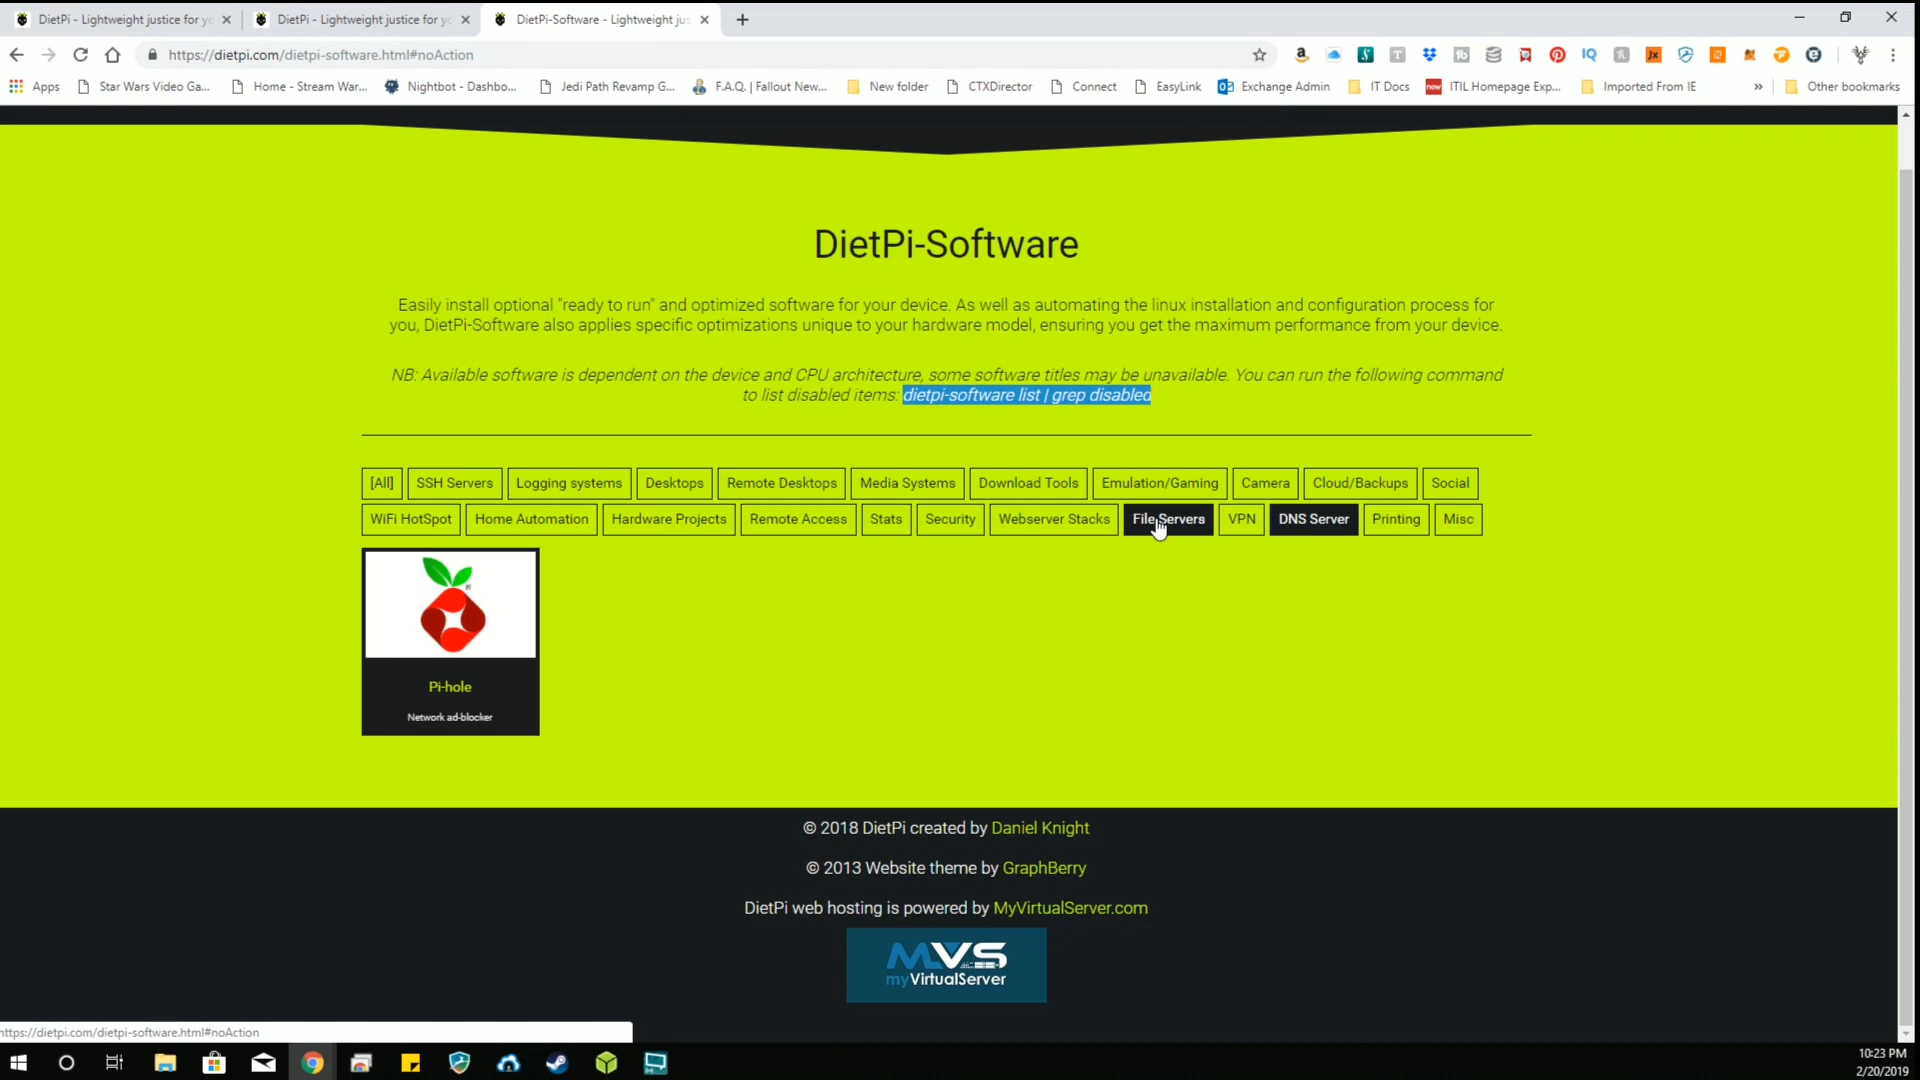 DietPi - Lightweight justice for yo
DietPi - Lightweight justice for yo
DietPi-Software - Lightweight jus
https://dietpi.com/dietpi-software.html#noAction
Apps
Star Wars Video Ga...
Home - Stream War...
Nightbot - Dashbo...
Jedi Path Revamp G...
F.A.Q. | Fallout New...
New folder
CTXDirector
Connect
EasyLink
Exchange Admin
IT Docs
ITIL Homepage Exp...
Imported From IE
»
Other bookmarks
DietPi-Software
Easily install optional "ready to run" and optimized software for your device. As well as automating the linux installation and configuration process for
you, DietPi-Software also applies specific optimizations unique to your hardware model, ensuring you get the maximum performance from your device.
NB: Available software is dependent on the device and CPU architecture, some software titles may be unavailable. You can run the following command
to list disabled items: dietpi-software list | grep disabled
[All] SSH Servers Logging systems Desktops Remote Desktops Media Systems Download Tools Emulation/Gaming Camera Cloud/Backups Social
WiFi HotSpot Home Automation Hardware Projects Remote Access Stats Security Webserver Stacks File Servers VPN DNS Server Printing Misc
Pi-hole
Network ad-blocker
© 2018 DietPi created by Daniel Knight
© 2013 Website theme by GraphBerry
DietPi web hosting is powered by MyVirtualServer.com
MVS
myVirtualServer
https://dietpi.com/dietpi-software.html#noAction
10:23 PM
2/20/2019